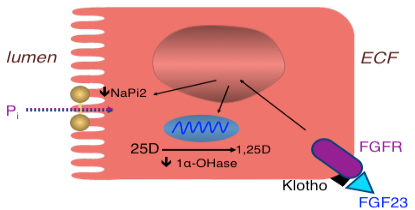 lumen
ECF
↓NaPi2
Pi
25D → 1,25D
↓ 1α-OHase
FGFR
Klotho
FGF23